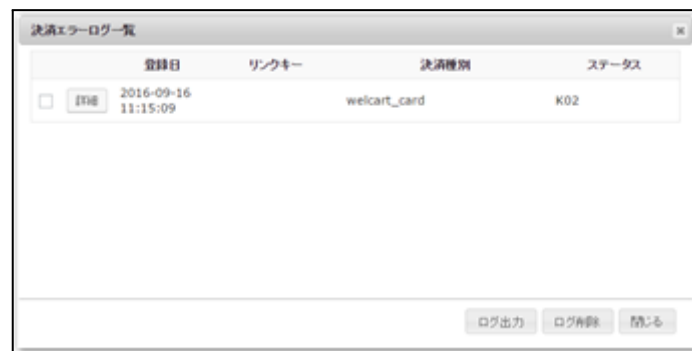 決済エラーログ一覧
登録日 リンクキー 決済種別 ステータス
詳細 2016-09-16 11:15:09 welcart_card K02
ログ出力 ログ削除 閉じる